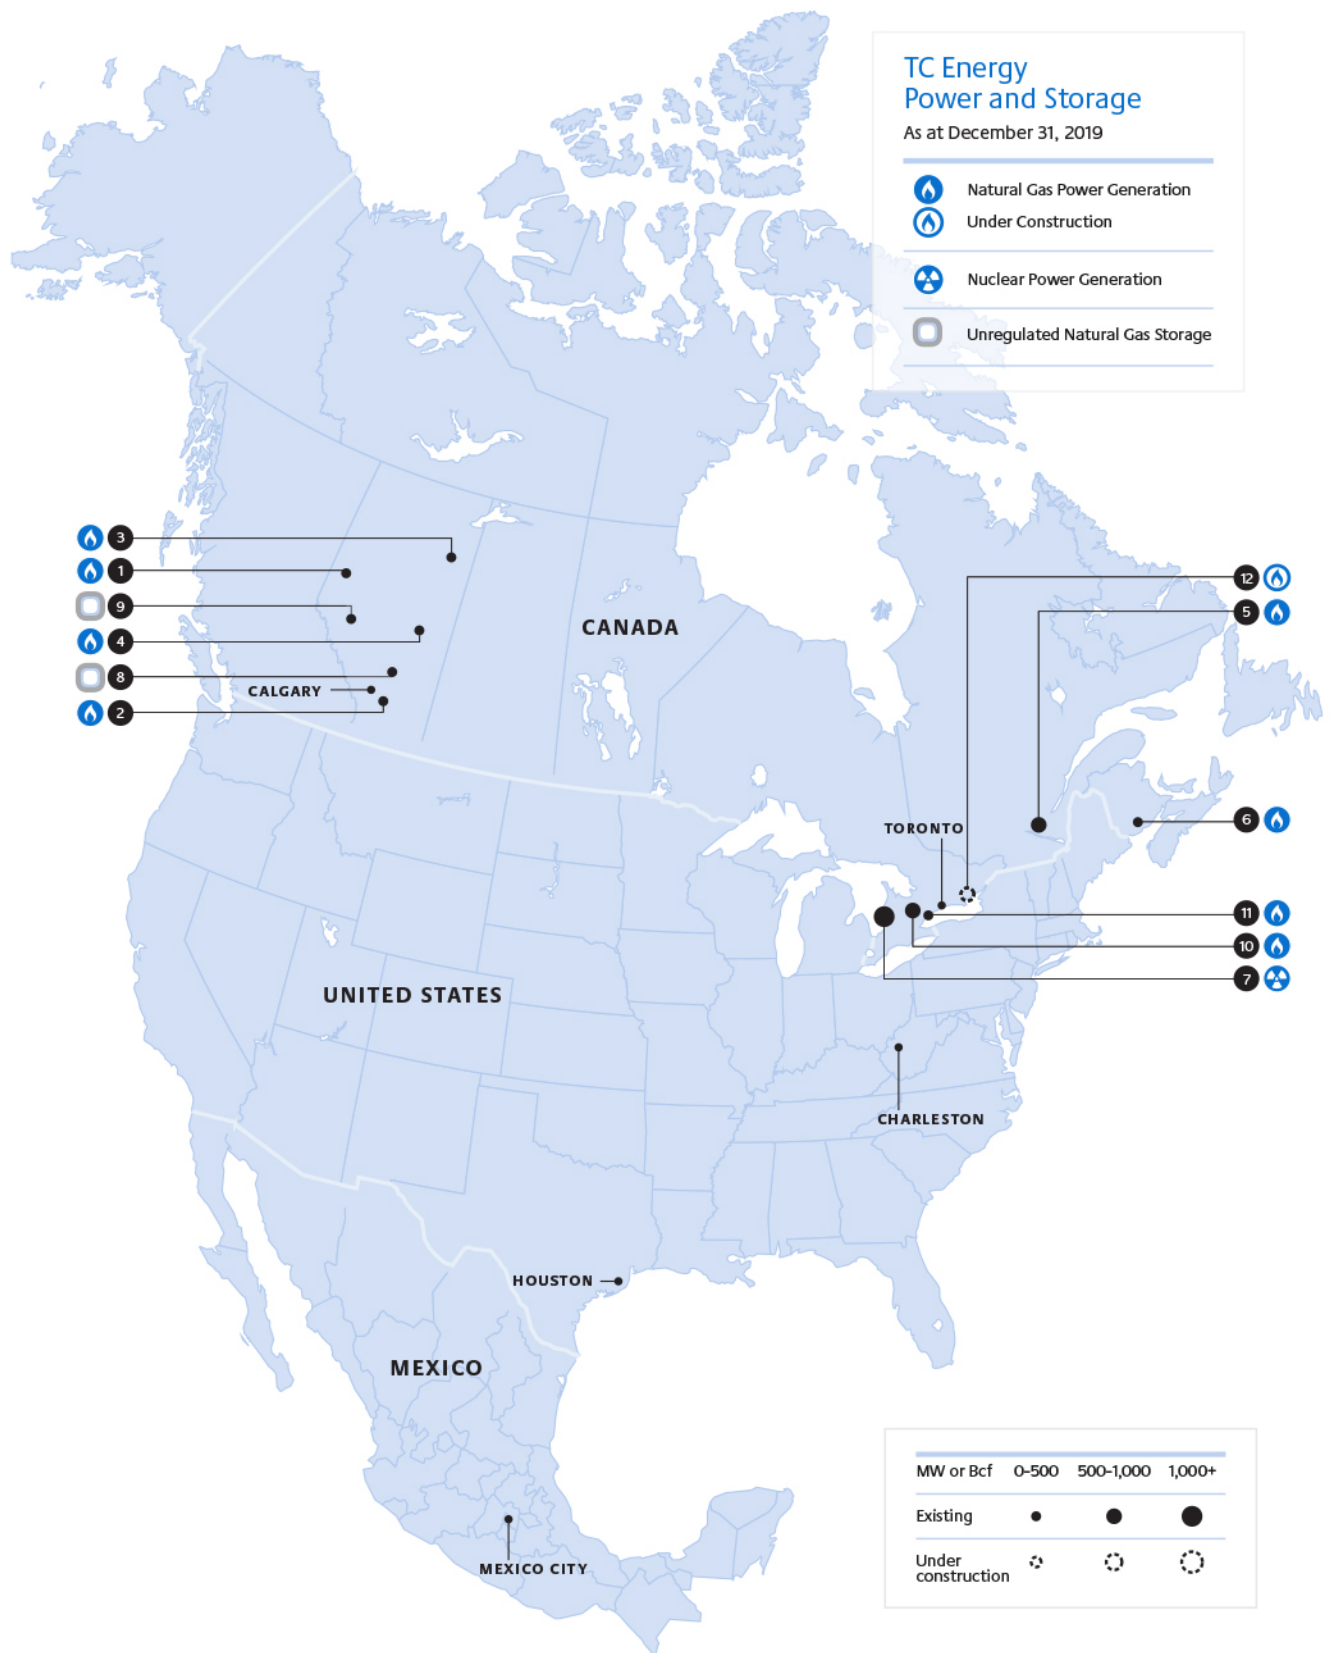 TC Energy
Power and Storage
As at December 31, 2019
Natural Gas Power Generation
Under Construction
Nuclear Power Generation
Unregulated Natural Gas Storage
3
1
9
4
8
CALGARY
2
CANADA
12
5
TORONTO
6
11
10
7
UNITED STATES
CHARLESTON
HOUSTON
MEXICO
MEXICO CITY
MW or Bcf 0-500 500-1,000 1,000+
Existing
Under
construction